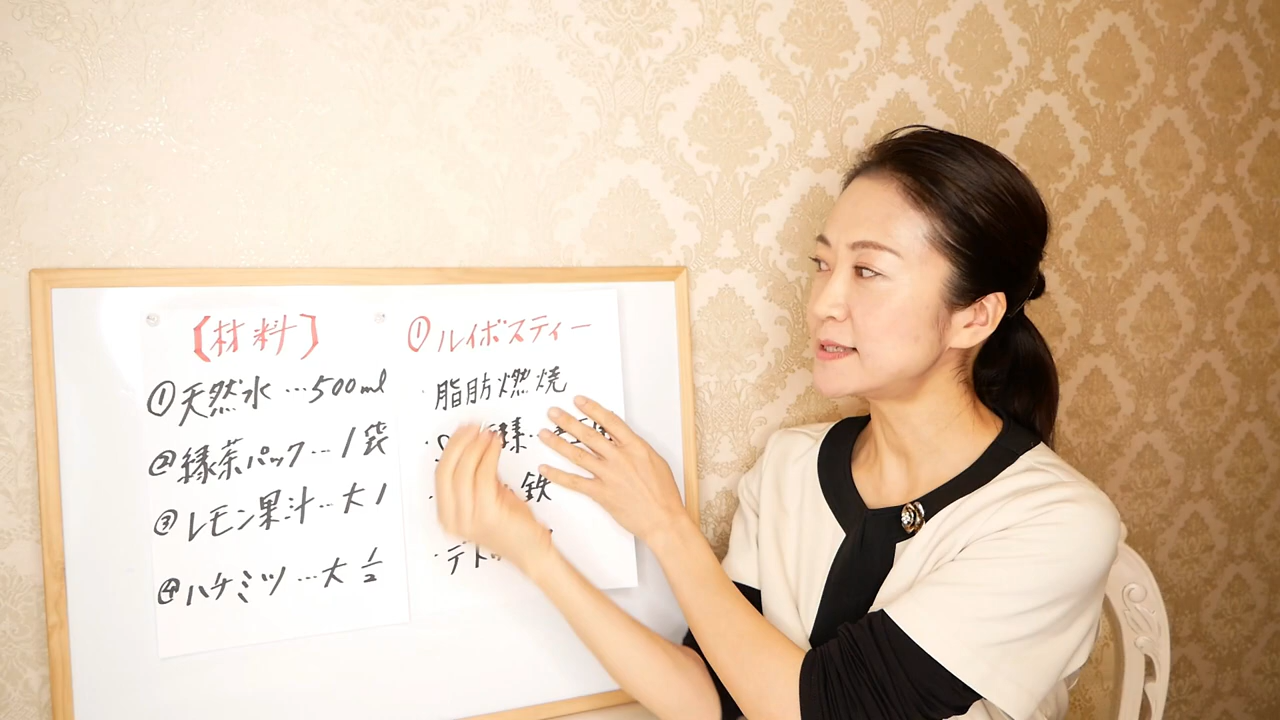 【材料】
①天然水…500ml
②緑茶パック…1袋
③レモン果汁…大1
④ハチミツ…大1/2
①ルイボスティー
・脂肪燃焼
・
・鉄
・デト